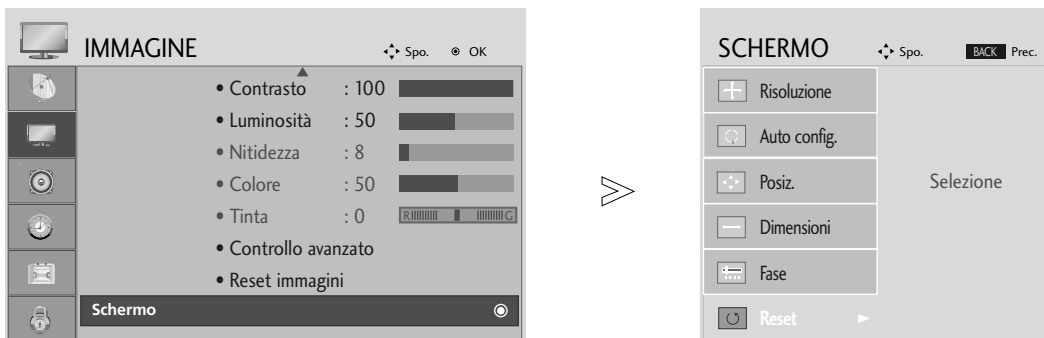 IMMAGINE
Spo. OK
• Contrasto : 100
• Luminosità : 50
• Nitidezza : 8
• Colore : 50
• Tinta : 0 R G
• Controllo avanzato
• Reset immagini
Schermo
SCHERMO
Spo. BACK Prec.
Risoluzione
Auto config.
Posiz.
Dimensioni
Fase
Reset
Selezione